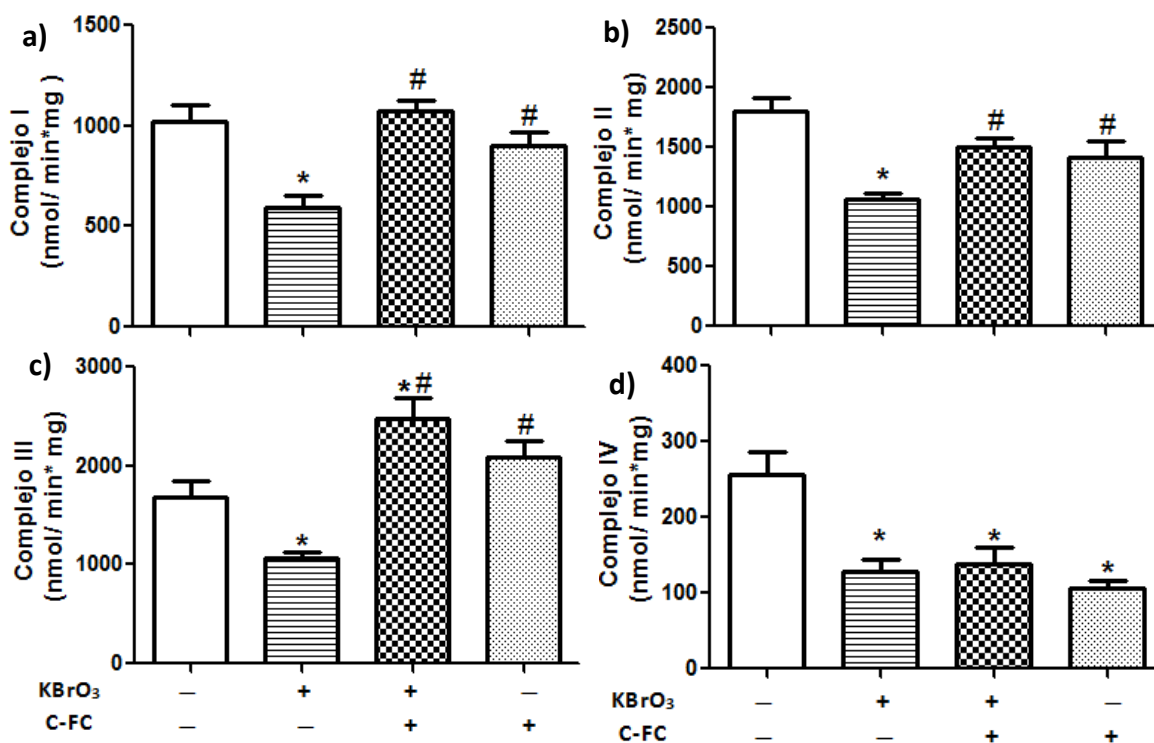 a)
Complejo I
(nmol/ min*mg )
1500
1000
500
0
*
#
#
b)
Complejo II
(nmol/ min* mg)
2500
2000
1500
1000
500
0
*
#
#
c)
Complejo III
(nmol/ min* mg)
3000
2000
1000
0
*
*#
#
KBrO₃ — + + —
C-FC — — + +
d)
Complejo IV
(nmol/ min*mg)
400
300
200
100
0
*
*
*
KBrO₃ — + + —
C-FC — — + +